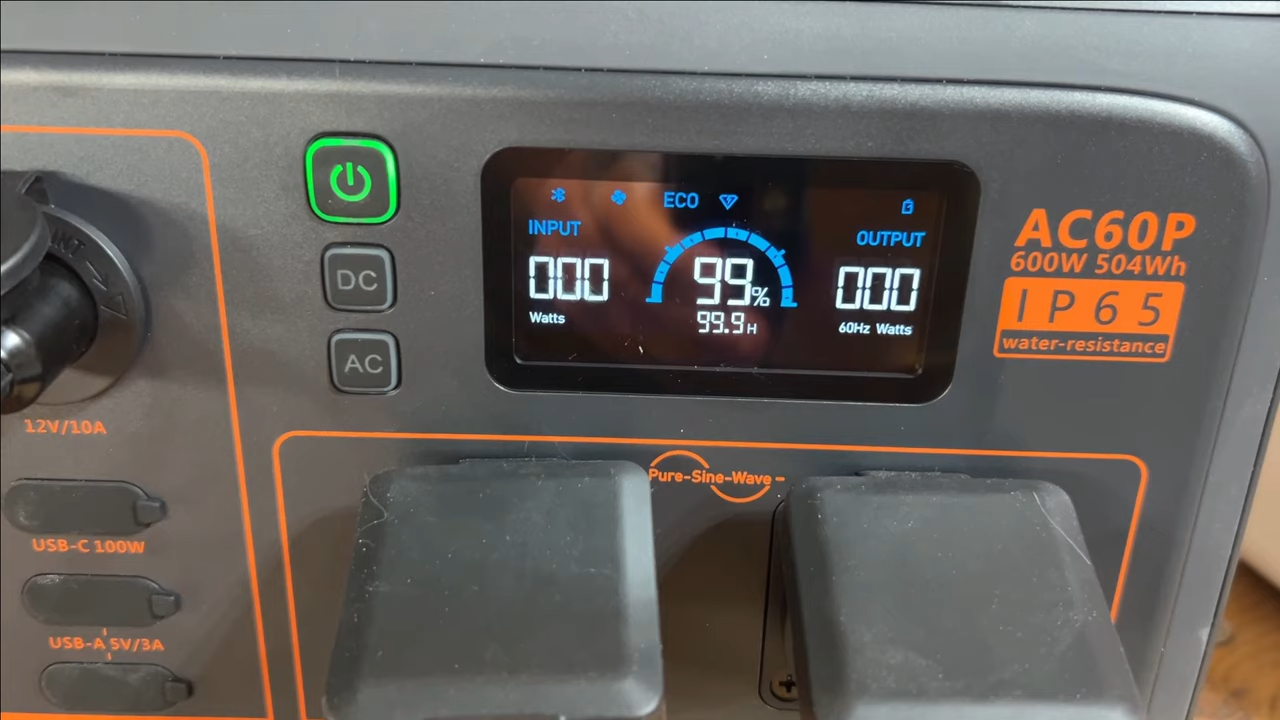 DC
AC
ECO
INPUT
000
Watts
99%
99.9H
OUTPUT
000
60Hz Watts
AC60P
600W 504Wh
IP65
water-resistance
12V/10A
USB-C 100W
USB-A 5V/3A
Pure-Sine-Wave